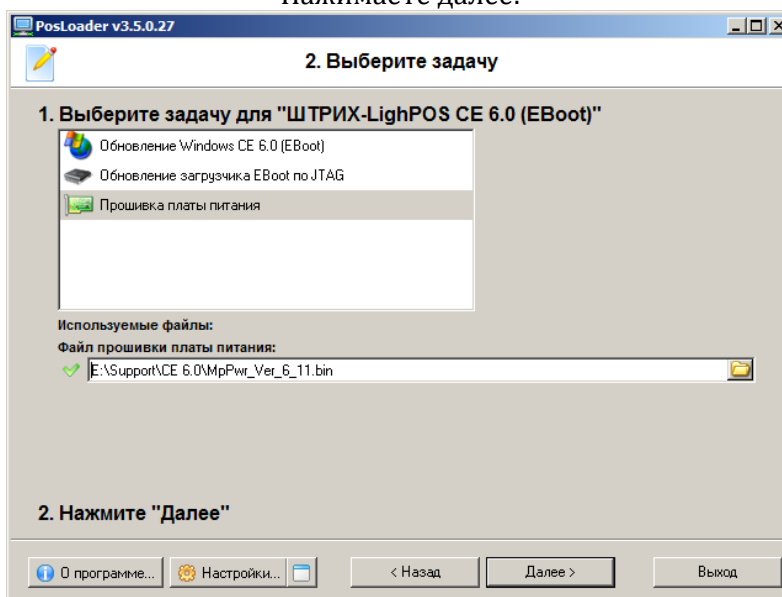 Нажимаете далее.
PosLoader v3.5.0.27
2. Выберите задачу
1. Выберите задачу для "ШТРИХ-LighPOS CE 6.0 (EBoot)"
Обновление Windows CE 6.0 (EBoot)
Обновление загрузчика EBoot по JTAG
Прошивка платы питания
Используемые файлы:
Файл прошивки платы питания:
E:\Support\CE 6.0\MpPwr_Ver_6_11.bin
2. Нажмите "Далее"
О программе... Настройки... < Назад Далее > Выход